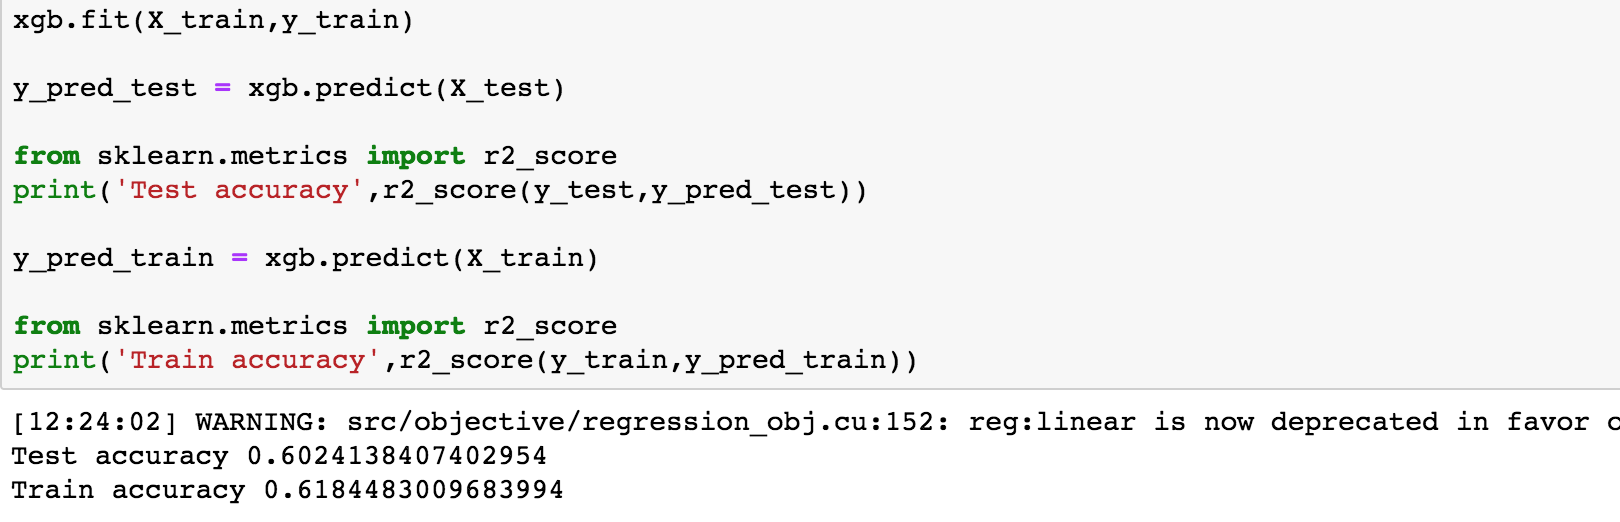 xgb.fit(X_train,y_train)
y_pred_test = xgb.predict(X_test)
from sklearn.metrics import r2_score
print('Test accuracy',r2_score(y_test,y_pred_test))
y_pred_train = xgb.predict(X_train)
from sklearn.metrics import r2_score
print('Train accuracy',r2_score(y_train,y_pred_train))
[12:24:02] WARNING: src/objective/regression_obj.cu:152: reg:linear is now deprecated in favor
Test accuracy 0.6024138407402954
Train accuracy 0.6184483009683994